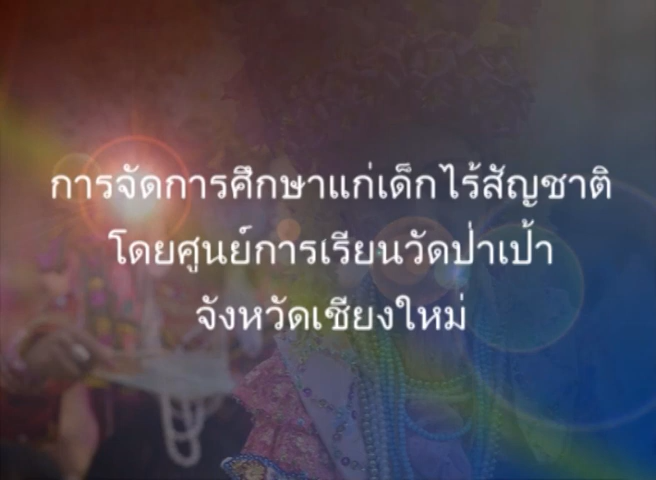 การจัดการศึกษาแก่เด็กไร้สัญชาติ
โดยศูนย์การเรียนวัดป่าเป้า
จังหวัดเชียงใหม่